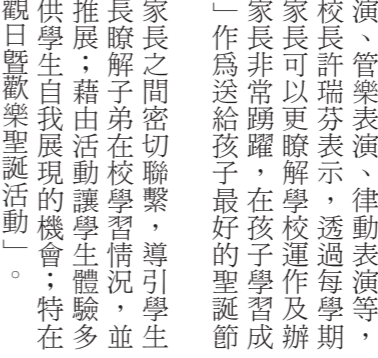 演、管樂表演、律動表演等，
校長許瑞芬表示，透過每學期
家長可以更瞭解學校運作及辦
家長非常踴躍，在孩子學習成
」作為送給孩子最好的聖誕節
家長之間密切聯繫，導引學生
長瞭解子弟在校學習情況，並
推展；藉由活動讓學生體驗多
供學生自我展現的機會；特在
觀日暨歡樂聖誕活動」。